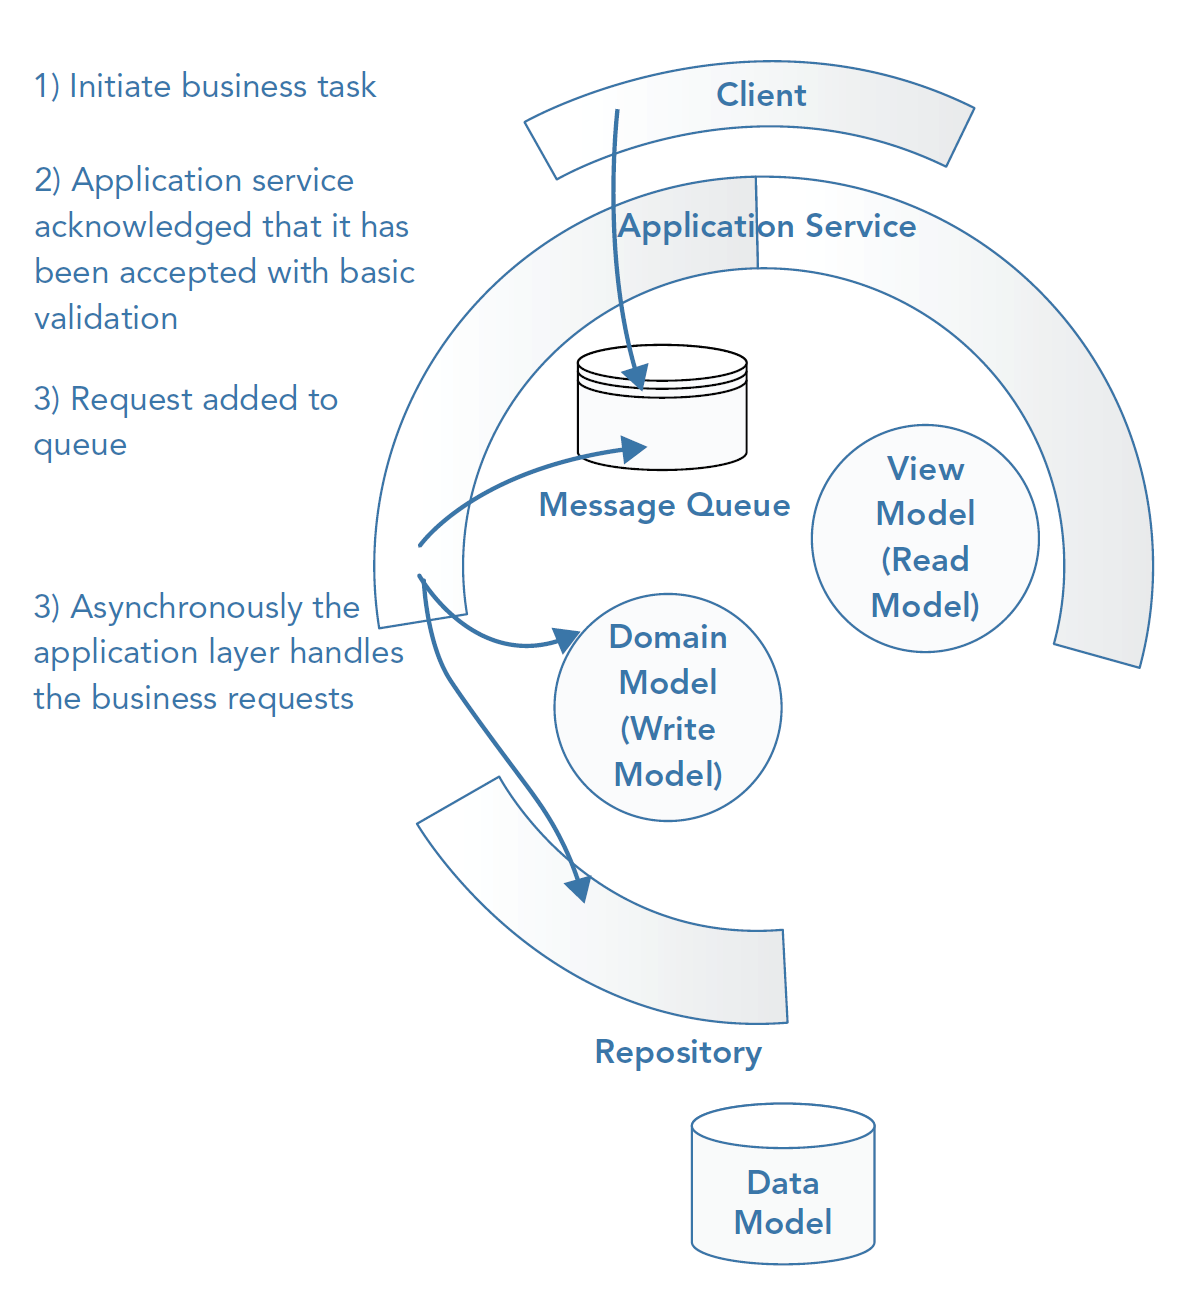 1) Initiate business task
2) Application service
acknowledged that it has
been accepted with basic
validation
3) Request added to
queue
3) Asynchronously the
application layer handles
the business requests
Client
Application Service
Message Queue
View
Model
(Read
Model)
Domain
Model
(Write
Model)
Repository
Data
Model